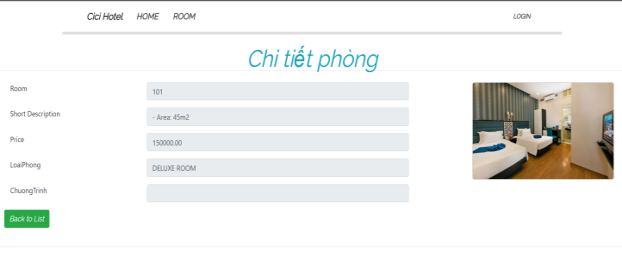 Cici Hotel HOME ROOM LOGIN
Chi tiết phòng
Room 101
Short Description - Area: 45m2
Price 150000.00
LoaiPhong DELUXE ROOM
ChuongTrinh
Back to List